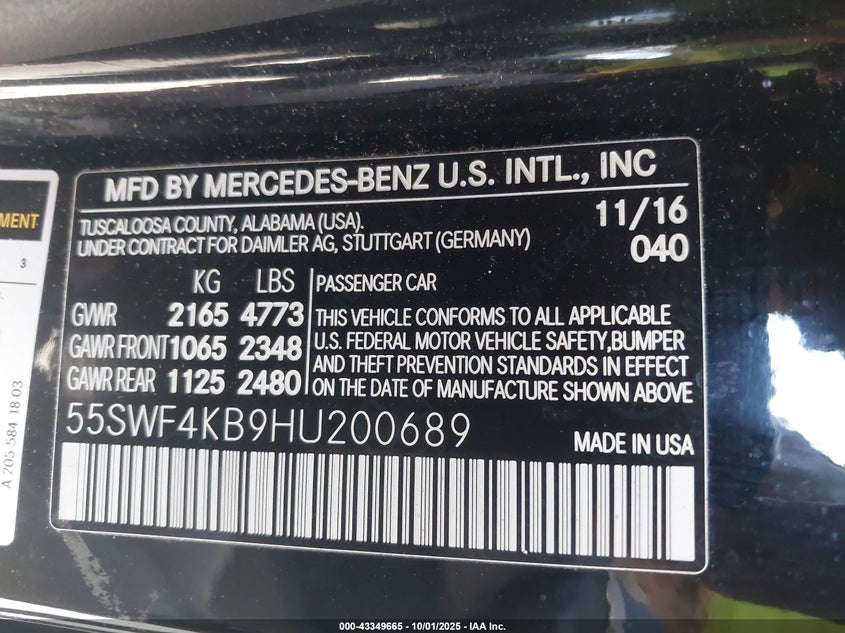 MFD BY MERCEDES-BENZ U.S. INTL., INC
TUSCALOOSA COUNTY, ALABAMA (USA).
UNDER CONTRACT FOR DAIMLER AG, STUTTGART (GERMANY)
11/16
040
KG LBS
GVWR 2165 4773
GAWR FRONT 1065 2348
GAWR REAR 1125 2480
PASSENGER CAR
THIS VEHICLE CONFORMS TO ALL APPLICABLE
U.S. FEDERAL MOTOR VEHICLE SAFETY,BUMPER
AND THEFT PREVENTION STANDARDS IN EFFECT
ON THE DATE OF MANUFACTURE SHOWN ABOVE
55SWF4KB9HU200689
MADE IN USA
MENT
3
A 205 584 18 03
000-43349665 - 10/01/2025 - IAA Inc.